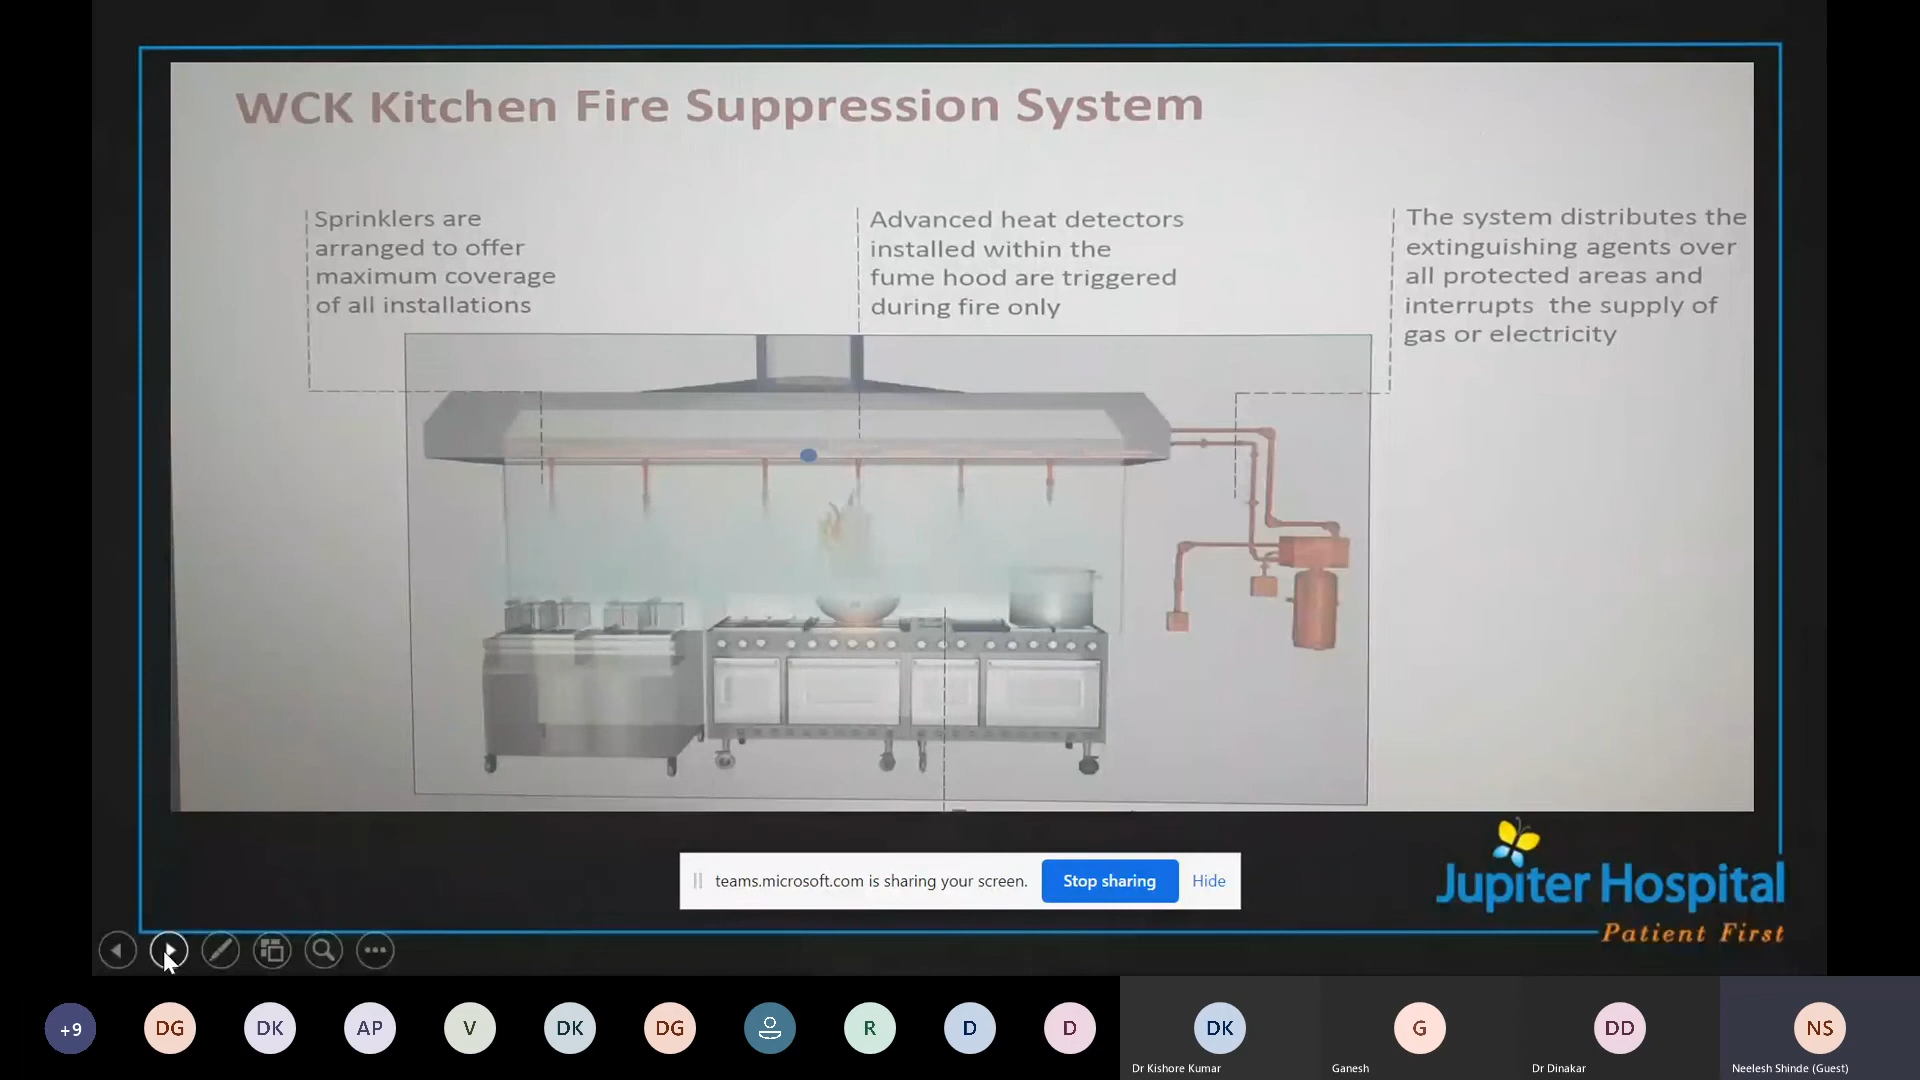 WCK Kitchen Fire Suppression System
Sprinklers are
arranged to offer
maximum coverage
of all installations
Advanced heat detectors
installed within the
fume hood are triggered
during fire only
The system distributes the
extinguishing agents over
all protected areas and
interrupts the supply of
gas or electricity
teams.microsoft.com is sharing your screen.
Stop sharing
Hide
Jupiter Hospital
Patient First
+9
DG
DK
AP
V
DK
DG
R
D
D
DK
G
DD
NS
Dr Kishore Kumar
Ganesh
Dr Dinakar
Neelesh Shinde (Guest)